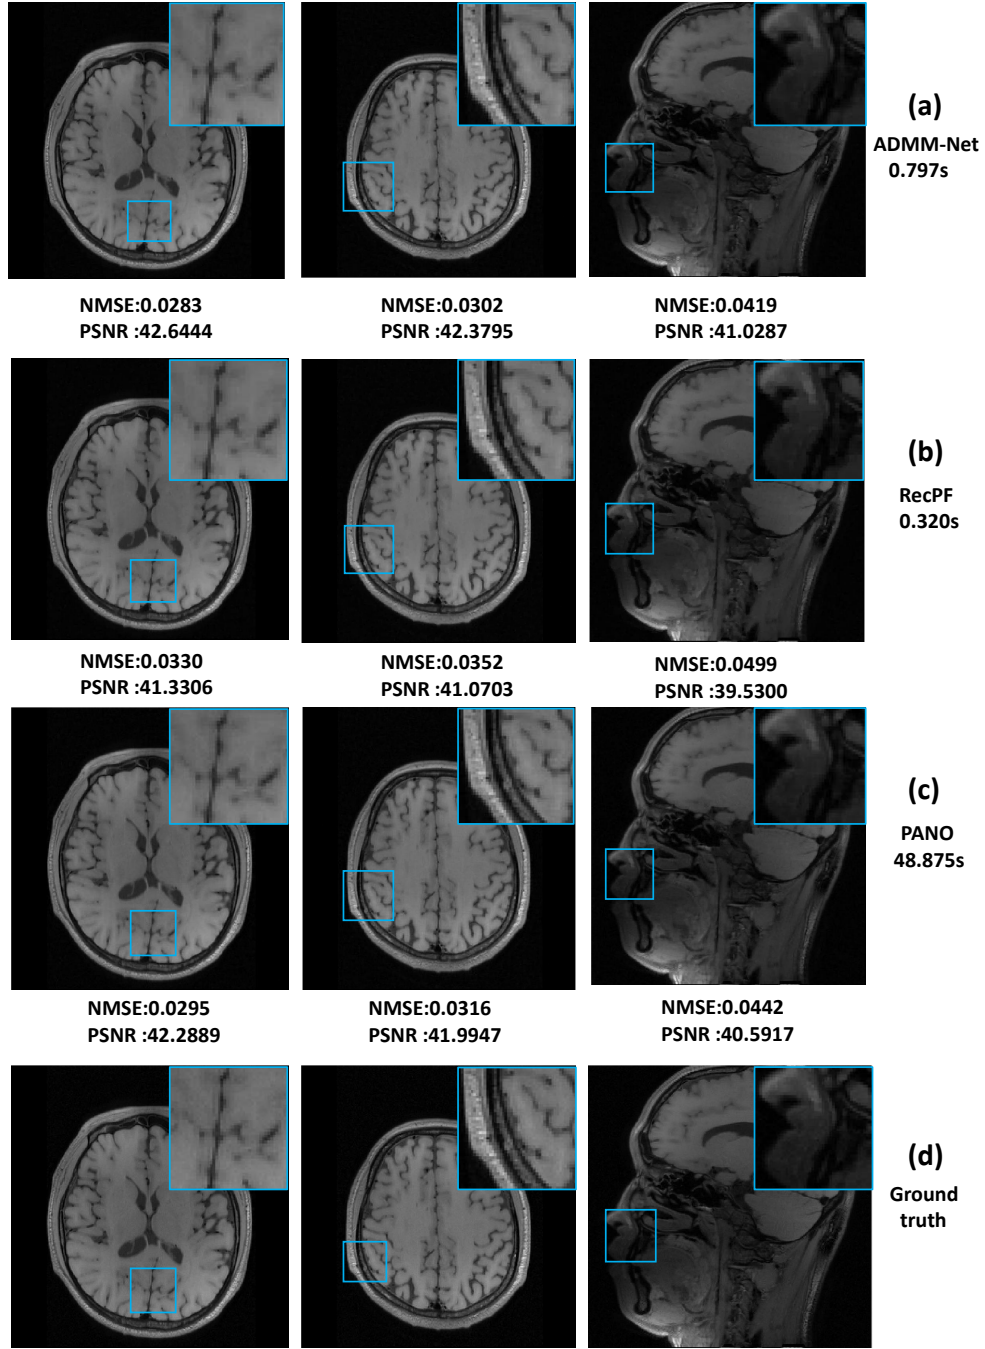 (a)
ADMM-Net
0.797s
NMSE:0.0283
PSNR :42.6444
NMSE:0.0302
PSNR :42.3795
NMSE:0.0419
PSNR :41.0287
(b)
RecPF
0.320s
NMSE:0.0330
PSNR :41.3306
NMSE:0.0352
PSNR :41.0703
NMSE:0.0499
PSNR :39.5300
(c)
PANO
48.875s
NMSE:0.0295
PSNR :42.2889
NMSE:0.0316
PSNR :41.9947
NMSE:0.0442
PSNR :40.5917
(d)
Ground
truth